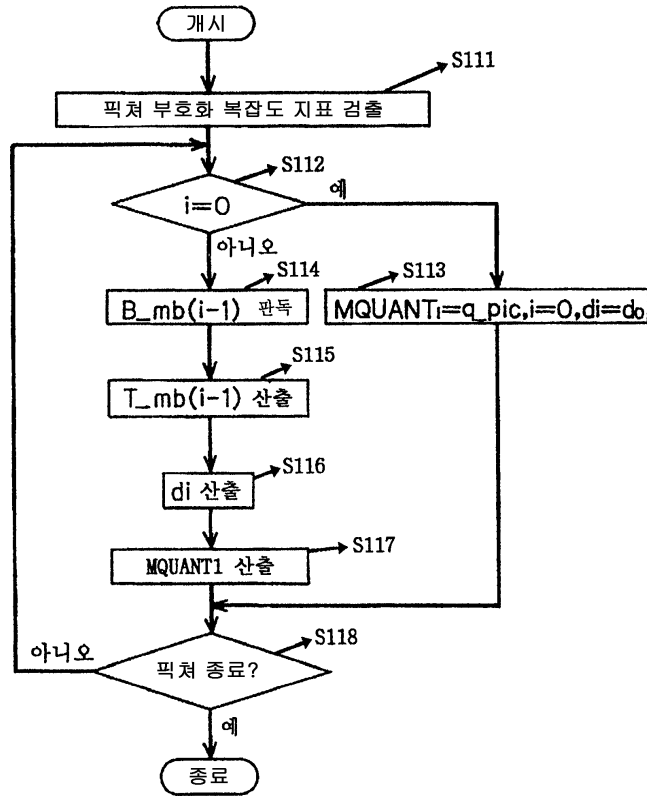 개시
S111
픽쳐 부호화 복잡도 지표 검출
S112
i=0
예
아니오
S114
B_mb(i-1) 판독
S113
MQUANTi=q_pic,i=0,di=do,
S115
T_mb(i-1) 산출
S116
di 산출
S117
MQUANT1 산출
S118
아니오
픽쳐 종료?
예
종료